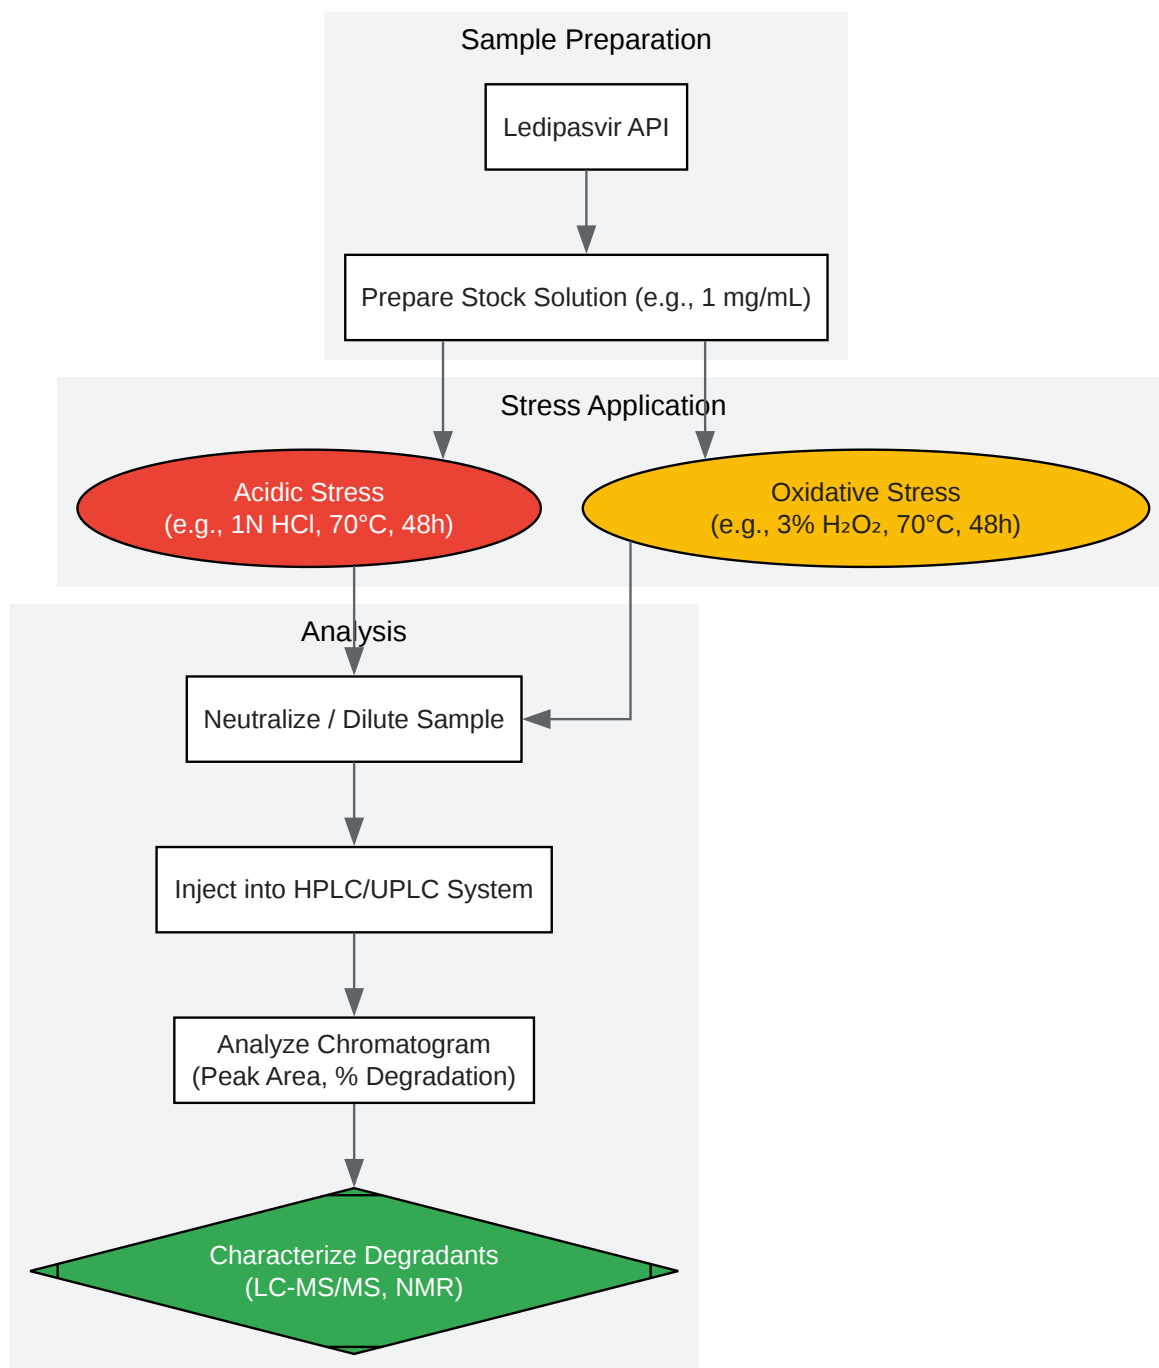 Sample Preparation
Ledipasvir API
Prepare Stock Solution (e.g., 1 mg/mL)
Stress Application
Acidic Stress
(e.g., 1N HCl, 70°C, 48h)
Oxidative Stress
(e.g., 3% H₂O₂, 70°C, 48h)
Analysis
Neutralize / Dilute Sample
Inject into HPLC/UPLC System
Analyze Chromatogram
(Peak Area, % Degradation)
Characterize Degradants
(LC-MS/MS, NMR)